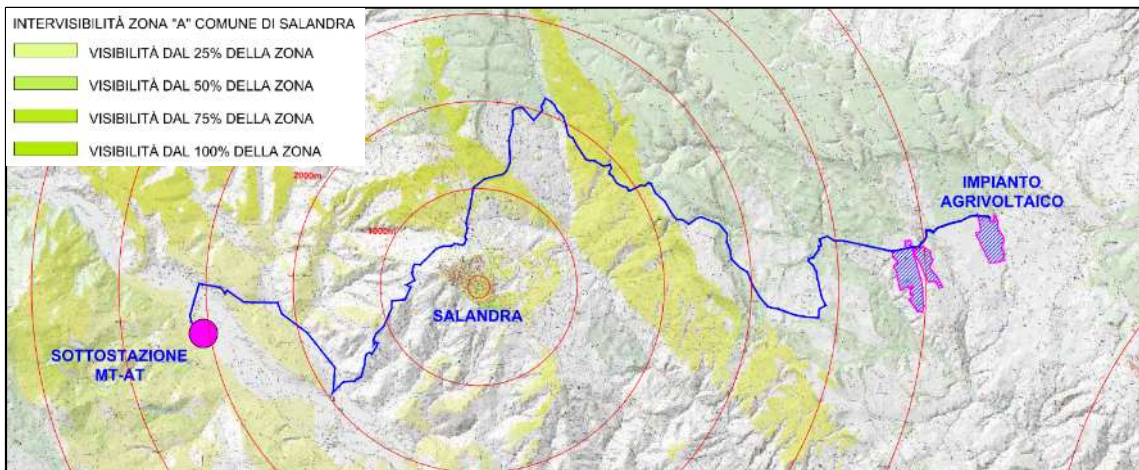 INTERVISIBILITÀ ZONA "A" COMUNE DI SALANDRA
VISIBILITÀ DAL 25% DELLA ZONA
VISIBILITÀ DAL 50% DELLA ZONA
VISIBILITÀ DAL 75% DELLA ZONA
VISIBILITÀ DAL 100% DELLA ZONA
2000m
1000m
IMPIANTO
AGRIVOLTAICO
SALANDRA
SOTTOSTAZIONE
MT-AT